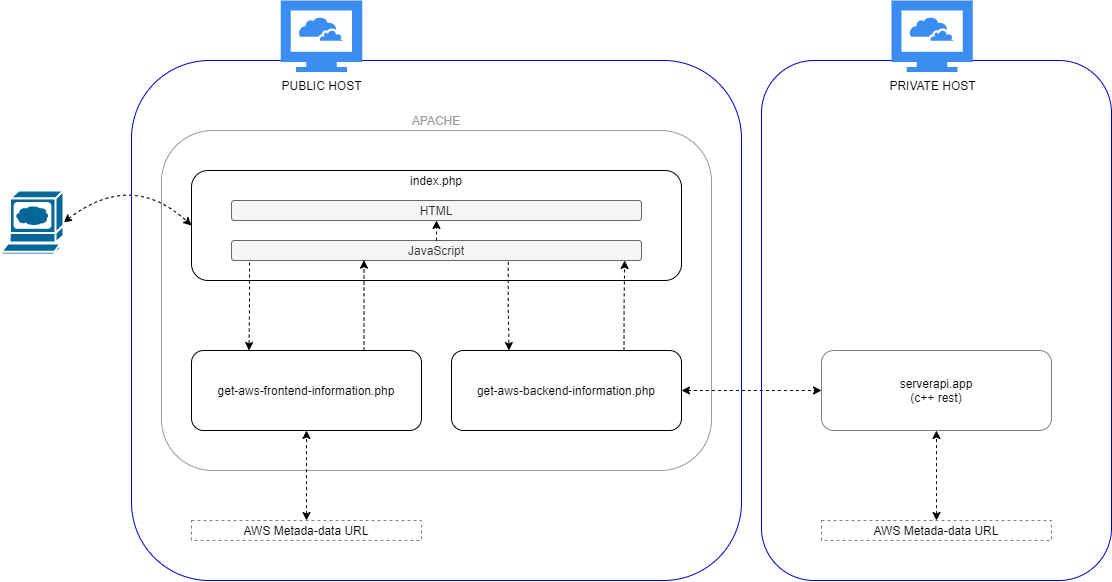 PUBLIC HOST
PRIVATE HOST
APACHE
index.php
HTML
JavaScript
get-aws-frontend-information.php
get-aws-backend-information.php
serverapi.app
(c++ rest)
AWS Metada-data URL
AWS Metada-data URL